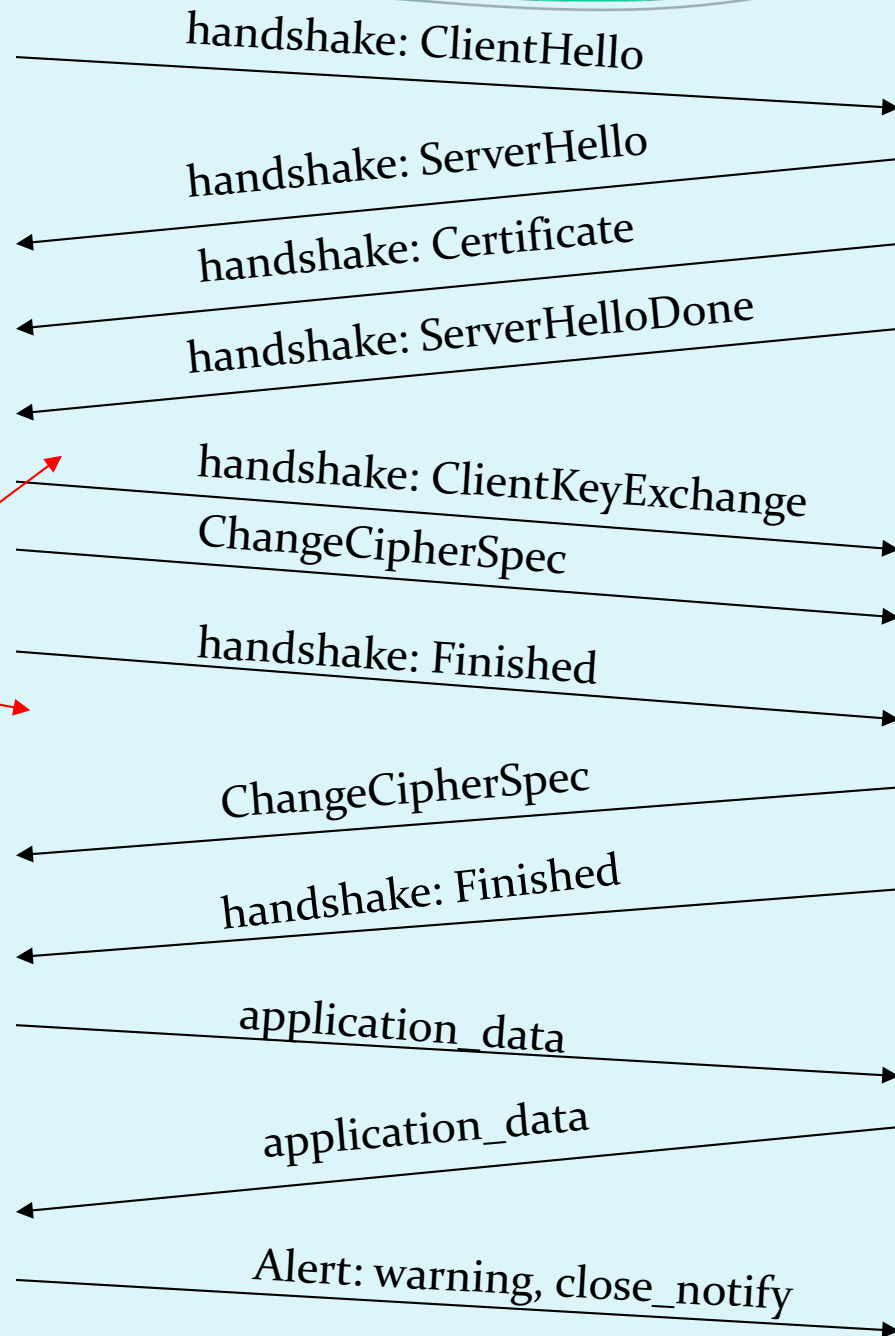 handshake: ClientHello
handshake: ServerHello
handshake: Certificate
handshake: ServerHelloDone
handshake: ClientKeyExchange
ChangeCipherSpec
handshake: Finished
ChangeCipherSpec
handshake: Finished
application_data
application_data
Alert: warning, close_notify